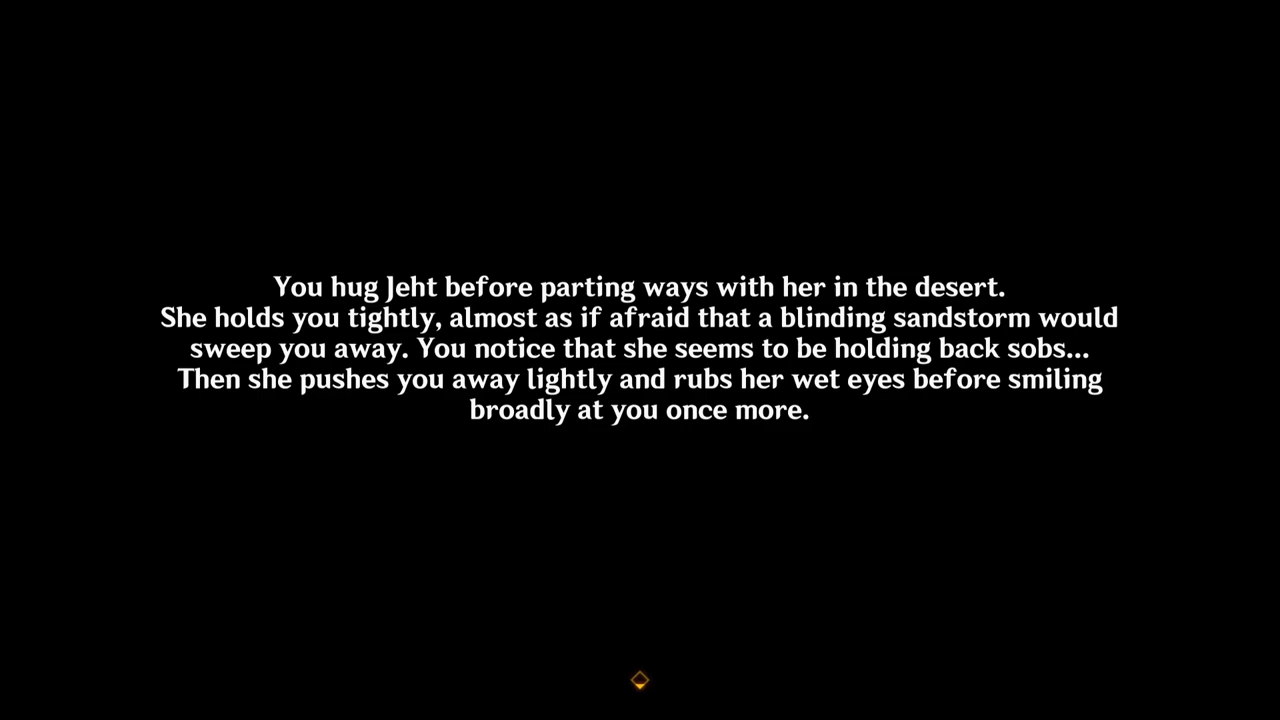 You hug Jeht before parting ways with her in the desert.
She holds you tightly, almost as if afraid that a blinding sandstorm would
sweep you away. You notice that she seems to be holding back sobs...
Then she pushes you away lightly and rubs her wet eyes before smiling
broadly at you once more.